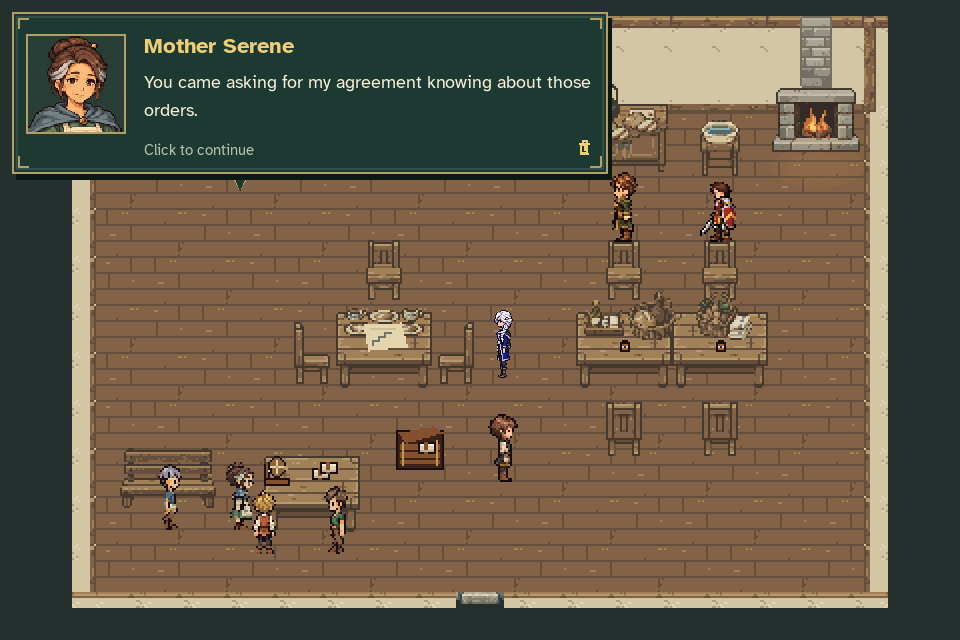 Mother Serene
You came asking for my agreement knowing about those
orders.
Click to continue